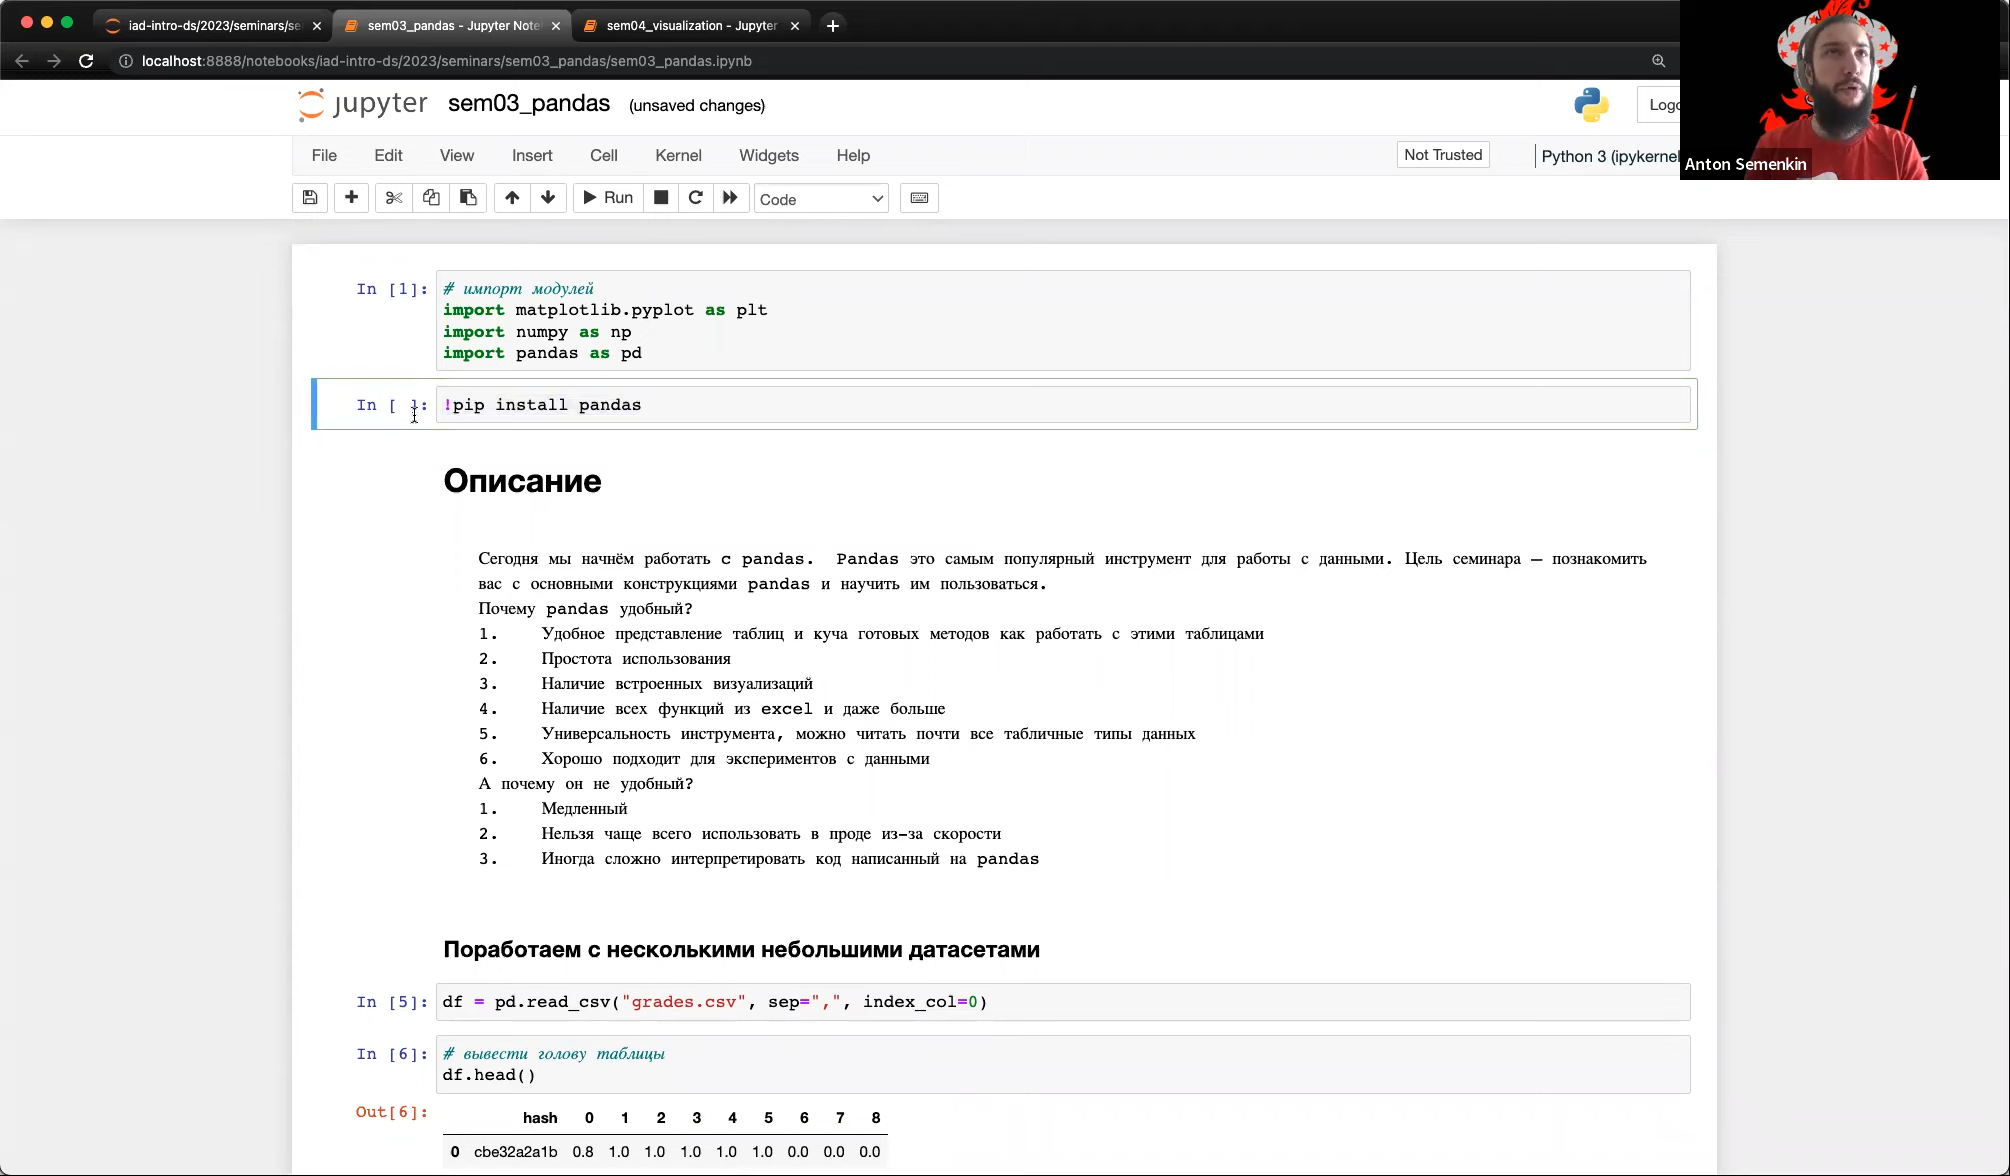 iad-intro-ds/2023/seminars/se
sem03_pandas - Jupyter Note
sem04_visualization - Jupyter
localhost:8888/notebooks/iad-intro-ds/2023/seminars/sem03_pandas/sem03_pandas.ipynb
jupyter sem03_pandas (unsaved changes)
Logo
File Edit View Insert Cell Kernel Widgets Help
Not Trusted
Python 3 (ipykernel
Anton Semenkin
Run
Code
In [1]: # импорт модулей
import matplotlib.pyplot as plt
import numpy as np
import pandas as pd
In [ ]: !pip install pandas
Описание
Сегодня мы начнём работать с pandas. Pandas это самым популярный инструмент для работы с данными. Цель семинара — познакомить
вас с основными конструкциями pandas и научить им пользоваться.
Почему pandas удобный?
1. Удобное представление таблиц и куча готовых методов как работать с этими таблицами
2. Простота использования
3. Наличие встроенных визуализаций
4. Наличие всех функций из excel и даже больше
5. Универсальность инструмента, можно читать почти все табличные типы данных
6. Хорошо подходит для экспериментов с данными
А почему он не удобный?
1. Медленный
2. Нельзя чаще всего использовать в проде из-за скорости
3. Иногда сложно интерпретировать код написанный на pandas
Поработаем с несколькими небольшими датасетами
In [5]: df = pd.read_csv("grades.csv", sep=",", index_col=0)
In [6]: # вывести голову таблицы
df.head()
Out[6]:
hash 0 1 2 3 4 5 6 7 8
0 cbe32a2a1b 0.8 1.0 1.0 1.0 1.0 1.0 0.0 0.0 0.0